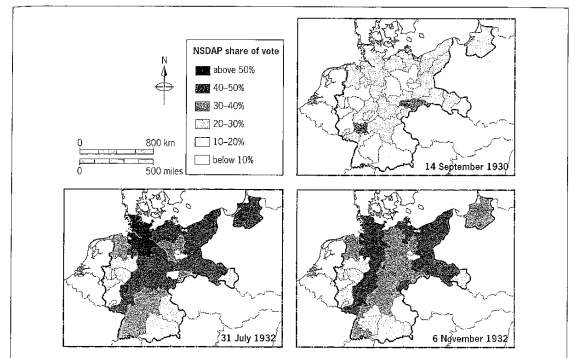 N
NSDAP share of vote
above 50%
40–50%
30–40%
20–30%
10–20%
below 10%
0 800 km
0 500 miles
14 September 1930
31 July 1932
6 November 1932